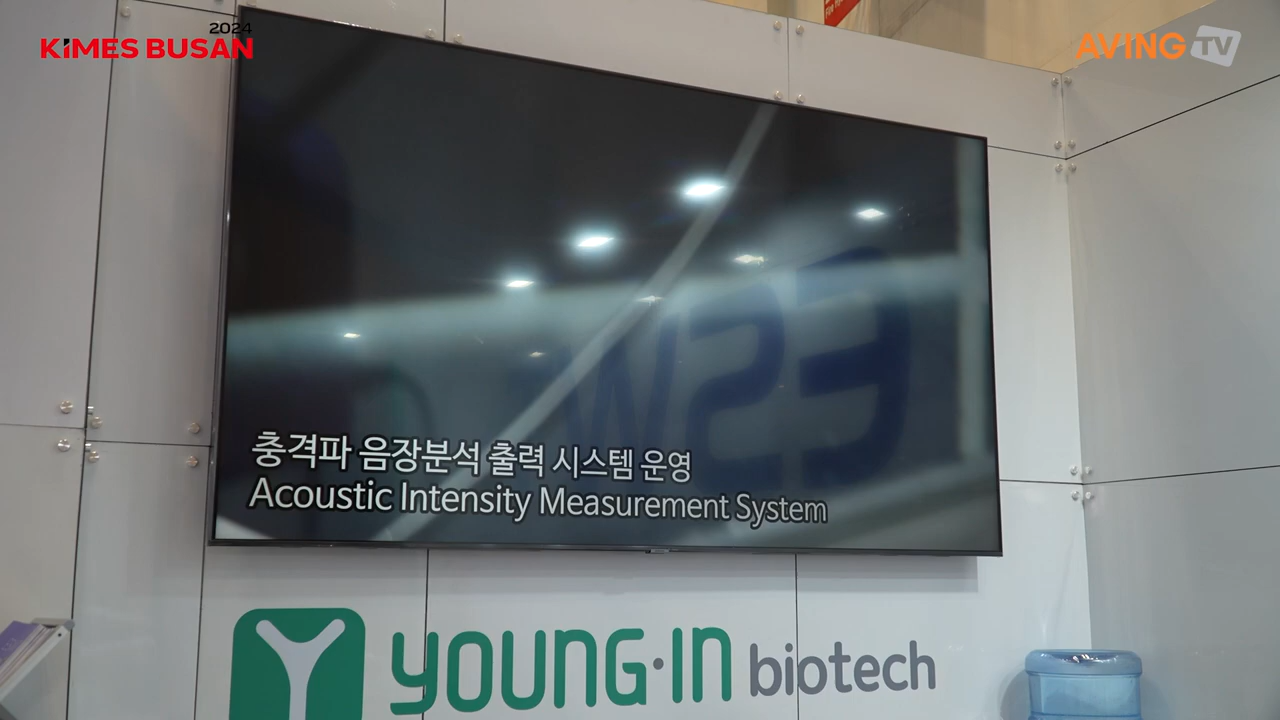 2024
KIMES BUSAN
AVING TV
충격파 음장분석 출력 시스템 운영
Acoustic Intensity Measurement System
YOUNG·IN biotech